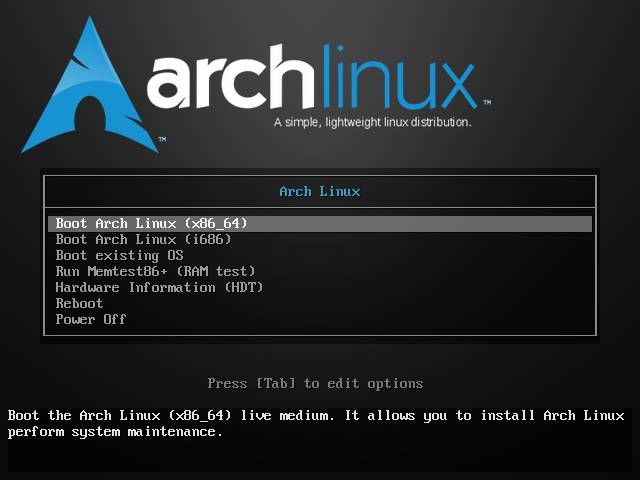 archlinux™
A simple, lightweight linux distribution.
™
Arch Linux
Boot Arch Linux (x86_64)
Boot Arch Linux (i686)
Boot existing OS
Run Memtest86+ (RAM test)
Hardware Information (HDT)
Reboot
Power Off
Press [Tab] to edit options
Boot the Arch Linux (x86_64) live medium. It allows you to install Arch Linux
perform system maintenance.